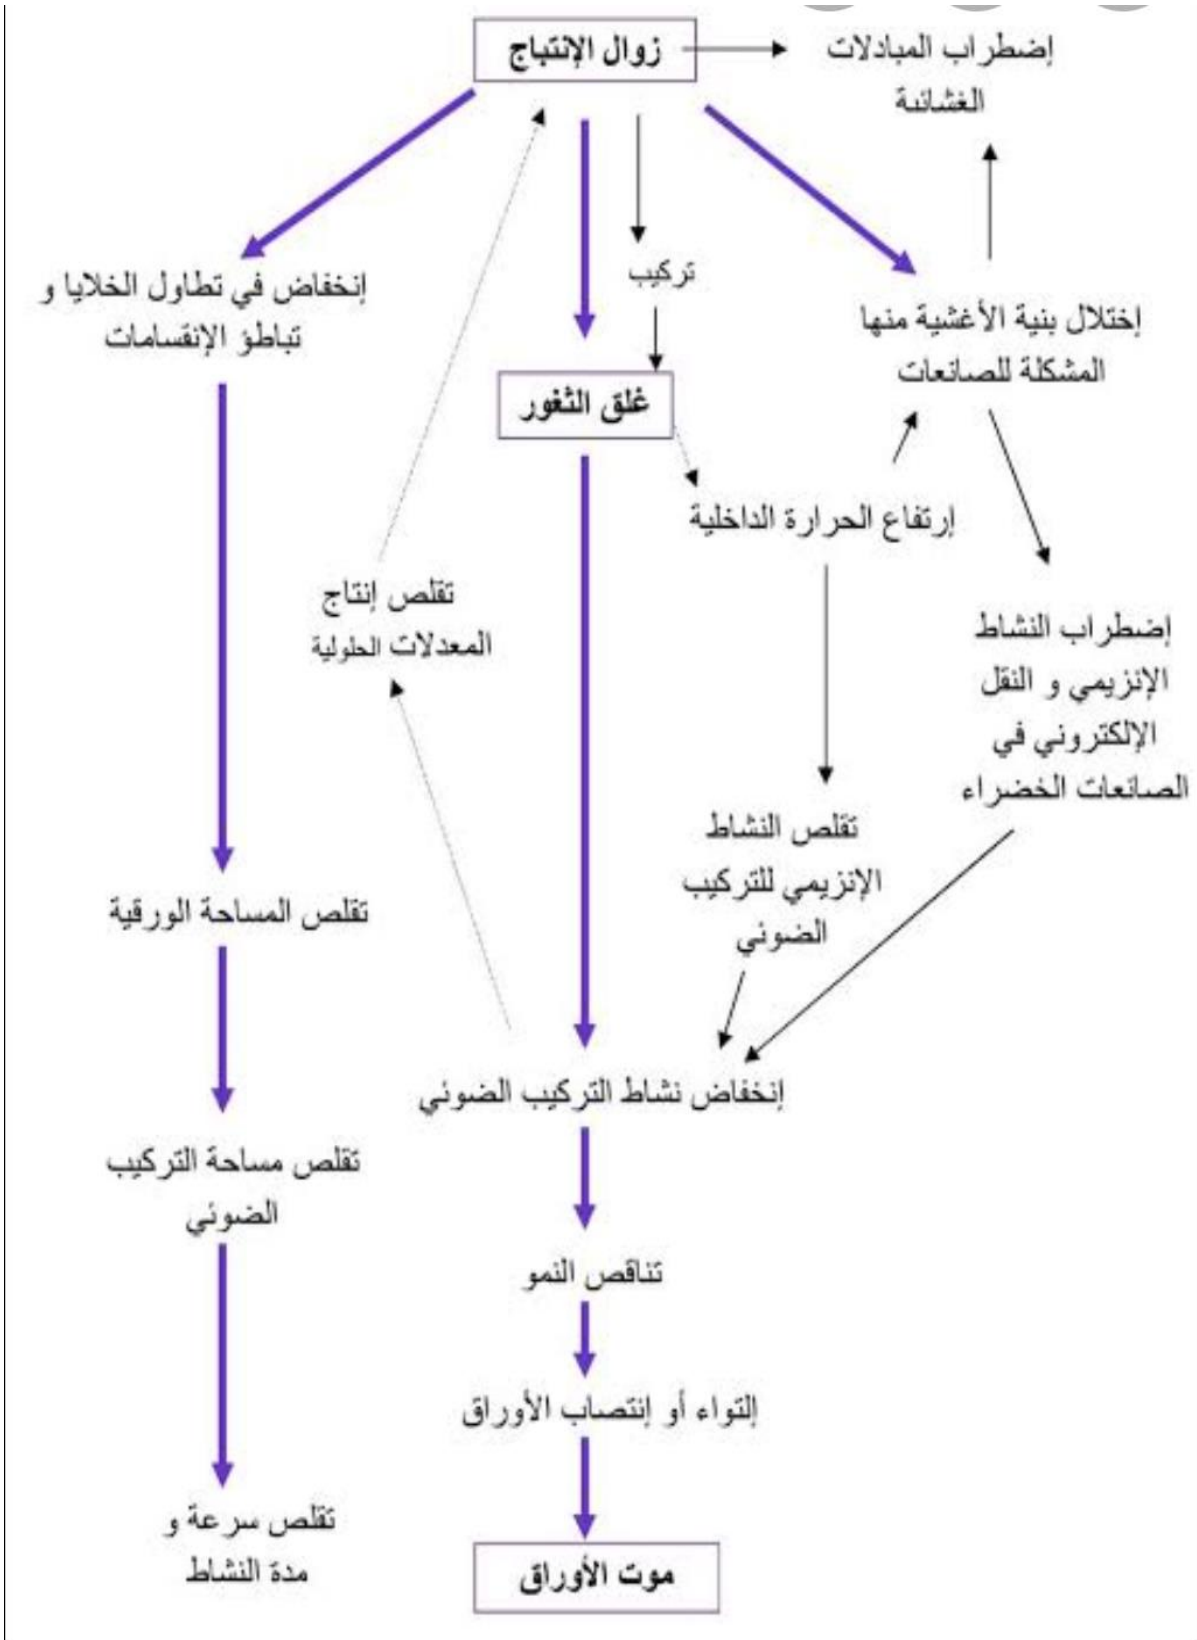 زوال الإنتباج
إضطراب المبادلات
الغشائية
تركيب
إنخفاض في تطاول الخلايا و
تباطؤ الإنقسامات
إختلال بنية الأغشية منها
المشكلة للصانعات
غلق الثغور
إرتفاع الحرارة الداخلية
تقلص إنتاج
المعدلات الحلولية
إضطراب النشاط
الإنزيمي و النقل
الإلكتروني في
الصانعات الخضراء
تقلص النشاط
الإنزيمي للتركيب
الضوئي
تقلص المساحة الورقية
إنخفاض نشاط التركيب الضوئي
تقلص مساحة التركيب
الضوئي
تناقص النمو
إلتواء أو إنتصاب الأوراق
تقلص سرعة و
مدة النشاط
موت الأوراق